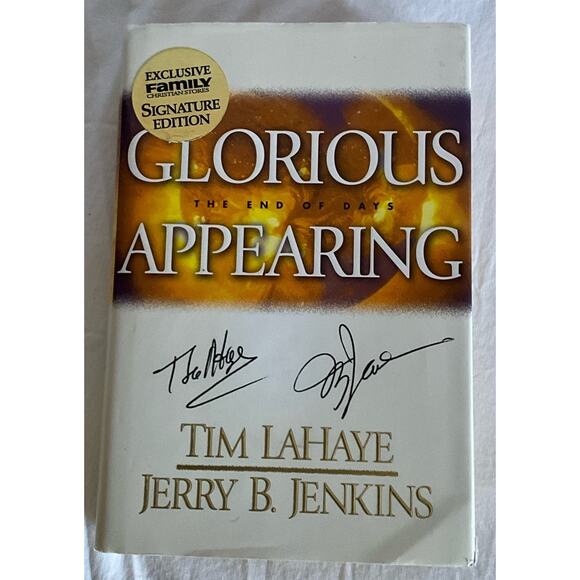 EXCLUSIVE
FAMILY
CHRISTIAN STORES
SIGNATURE
EDITION
GLORIOUS
THE END OF DAYS
APPEARING
TIM LAHAYE
JERRY B. JENKINS